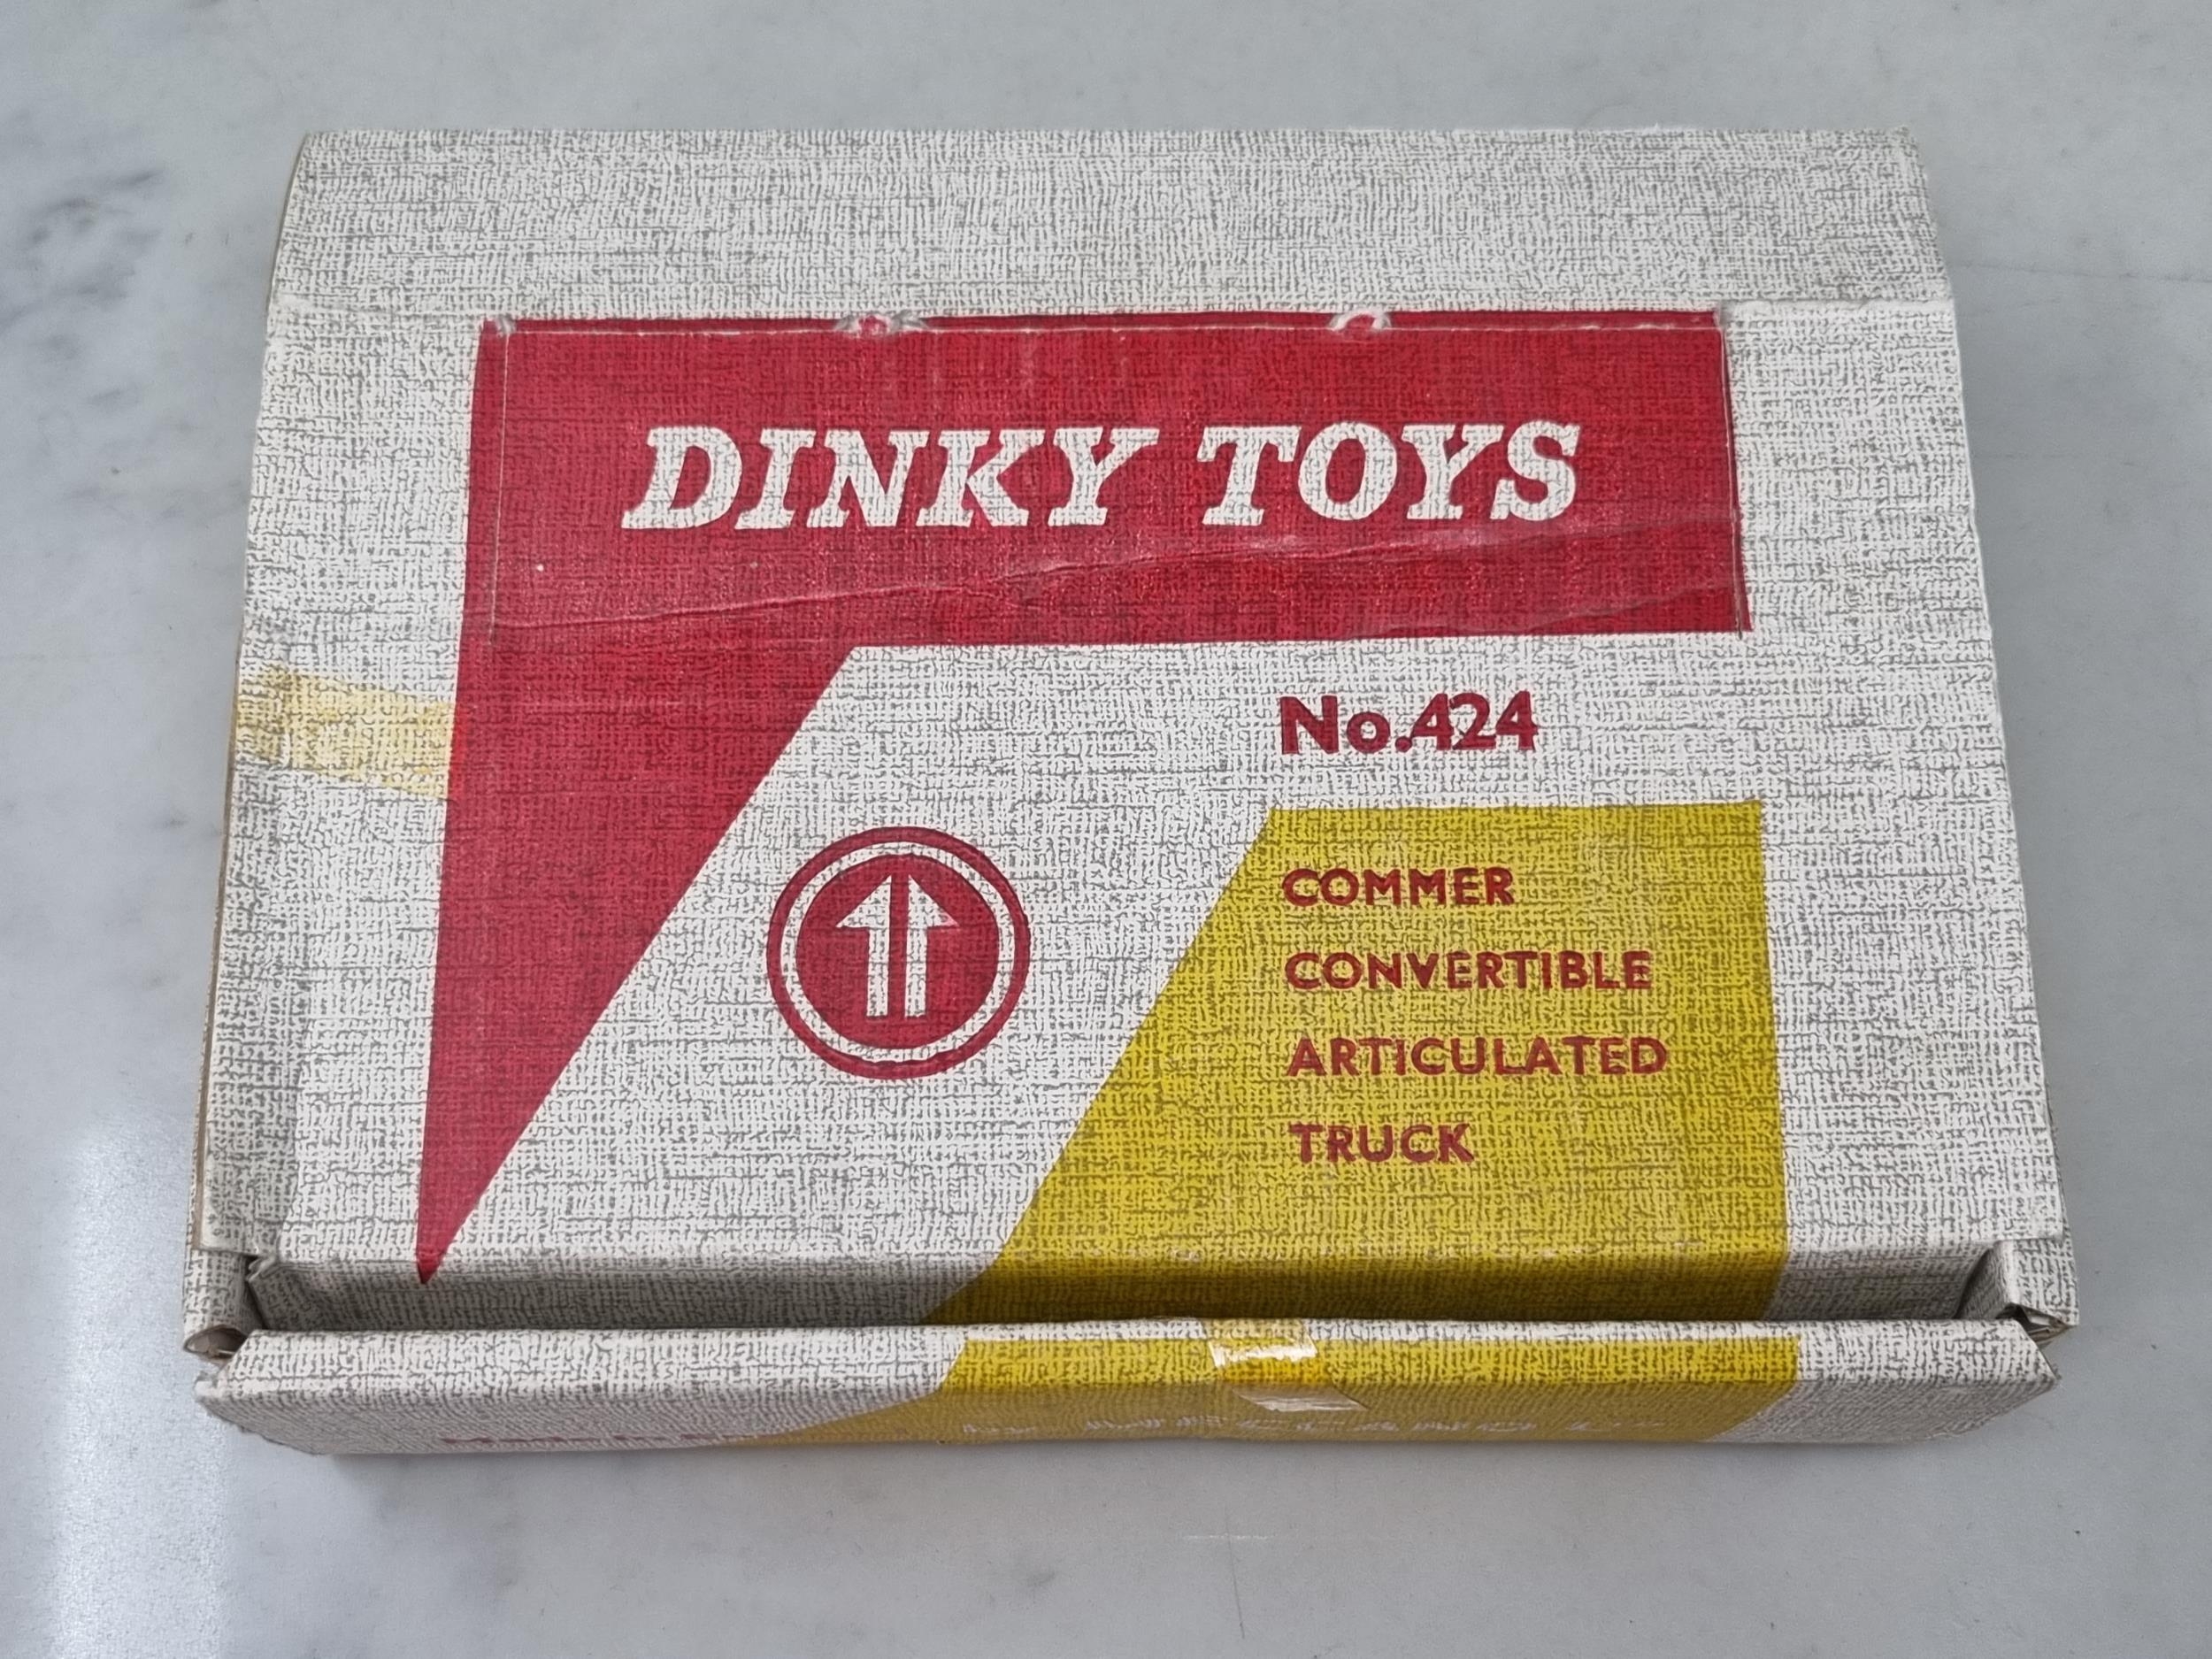 DINKY TOYS
No.424
COMMER
CONVERTIBLE
ARTICULATED
TRUCK